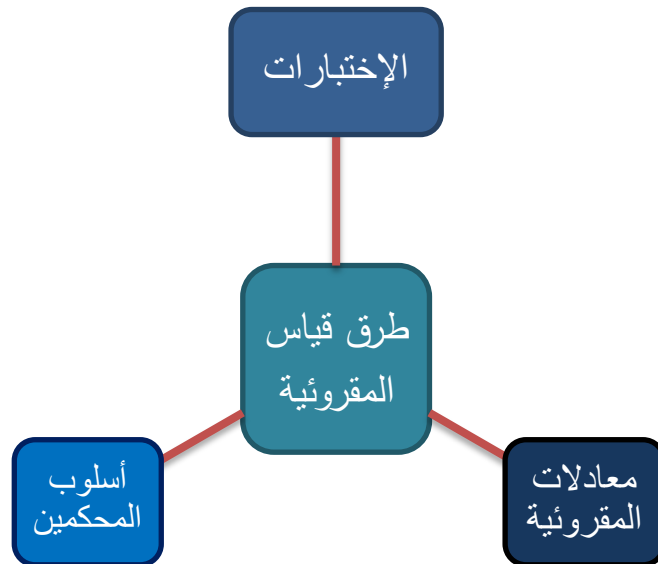 الإختبارات
طرق قياس
المقروئية
معادلات
المقروئية
أسلوب
المحكمين